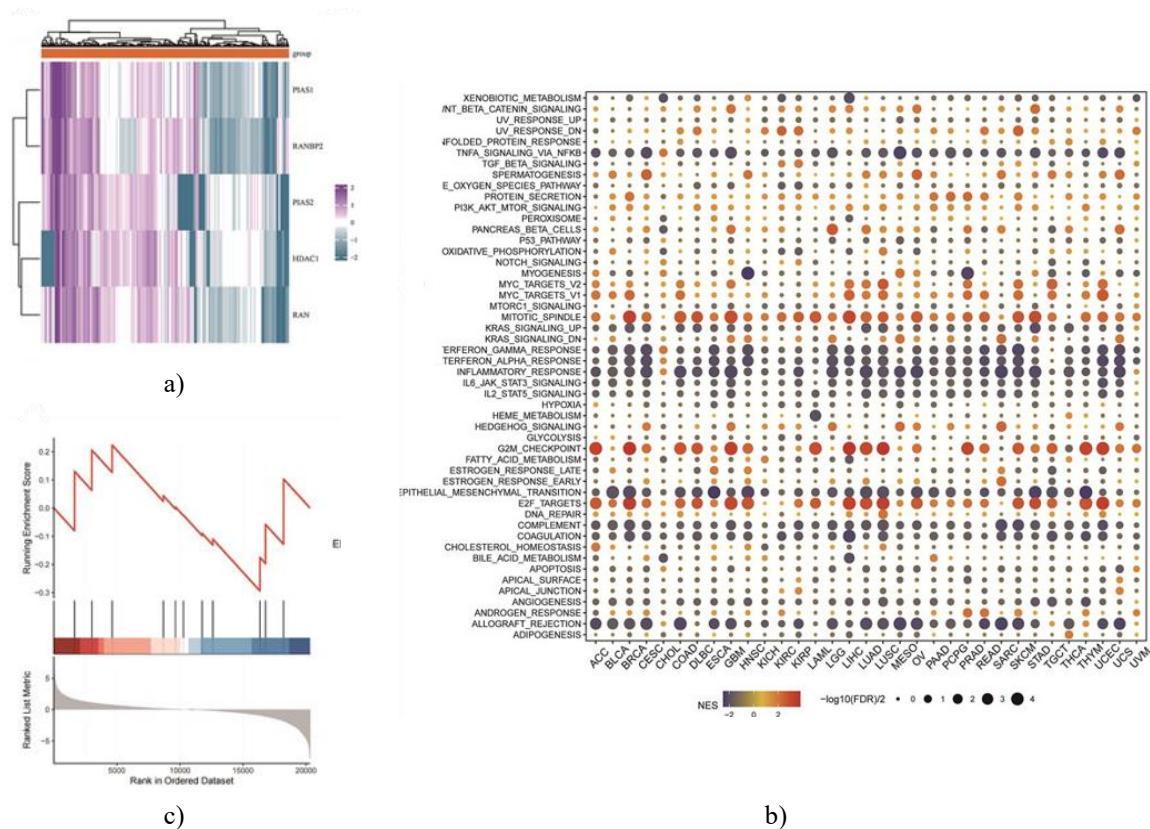 group
PIAS1
RANBP2
PIAS2
HDAC1
RAN
2
1
0
−1
−2
a)
XENOBIOTIC_METABOLISM
/NT_BETA_CATENIN_SIGNALING
UV_RESPONSE_UP
UV_RESPONSE_DN
NFOLDED_PROTEIN_RESPONSE
TNFA_SIGNALING_VIA_NFKB
TGF_BETA_SIGNALING
SPERMATOGENESIS
E_OXYGEN_SPECIES_PATHWAY
PROTEIN_SECRETION
PI3K_AKT_MTOR_SIGNALING
PEROXISOME
PANCREAS_BETA_CELLS
P53_PATHWAY
OXIDATIVE_PHOSPHORYLATION
NOTCH_SIGNALING
MYOGENESIS
MYC_TARGETS_V2
MYC_TARGETS_V1
MTORC1_SIGNALING
MITOTIC_SPINDLE
KRAS_SIGNALING_UP
KRAS_SIGNALING_DN
TERFERON_GAMMA_RESPONSE
TERFERON_ALPHA_RESPONSE
INFLAMMATORY_RESPONSE
IL6_JAK_STAT3_SIGNALING
IL2_STAT5_SIGNALING
HYPOXIA
HEME_METABOLISM
HEDGEHOG_SIGNALING
GLYCOLYSIS
G2M_CHECKPOINT
FATTY_ACID_METABOLISM
ESTROGEN_RESPONSE_LATE
ESTROGEN_RESPONSE_EARLY
EPITHELIAL_MESENCHYMAL_TRANSITION
E2F_TARGETS
DNA_REPAIR
COMPLEMENT
COAGULATION
CHOLESTEROL_HOMEOSTASIS
BILE_ACID_METABOLISM
APOPTOSIS
APICAL_SURFACE
APICAL_JUNCTION
ANGIOGENESIS
ANDROGEN_RESPONSE
ALLOGRAFT_REJECTION
ADIPOGENESIS
ACC BLCA BRCA CESC CHOL COAD DLBC ESCA GBM HNSC KICH KIRC KIRP LAML LGG LIHC LUAD LUSC MESO OV PAAD PCPG PRAD READ SARC SKCM STAD TGCT THCA THYM UCEC UCS UVM
NES −2 0 2 −log10(FDR)/2 0 1 2 3 4
b)
Running Enrichment Score
0.2
0.1
0.0
−0.1
−0.2
−0.3
El
Ranked List Metric
5
0
−5
5000 10000 15000 20000
Rank in Ordered Dataset
c)